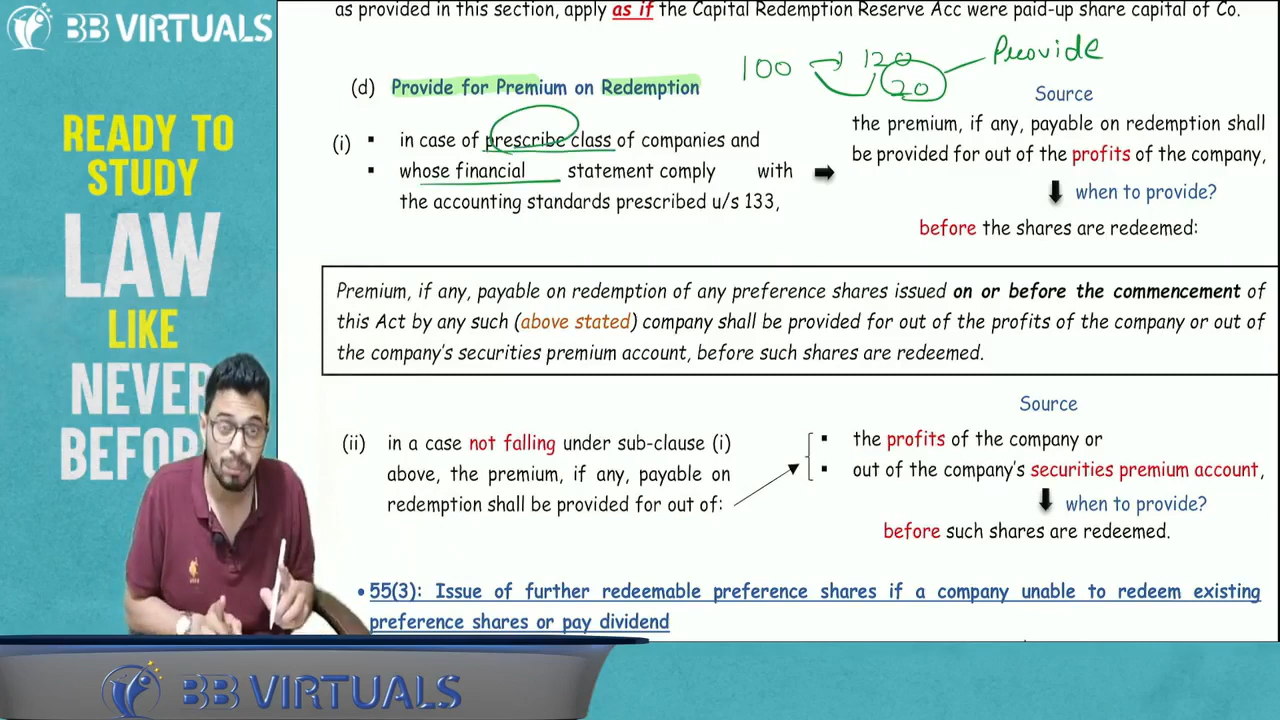 BB VIRTUALS
READY TO
STUDY
LAW
LIKE
NEVER
BEFOR
as provided in this section, apply as if the Capital Redemption Reserve Acc were paid-up share capital of Co.
100 120 Provide
20
(d) Provide for Premium on Redemption
Source
(i) ▪ in case of prescribe class of companies and
▪ whose financial statement comply with
the accounting standards prescribed u/s 133,
the premium, if any, payable on redemption shall
be provided for out of the profits of the company,
when to provide?
before the shares are redeemed:
Premium, if any, payable on redemption of any preference shares issued on or before the commencement of
this Act by any such (above stated) company shall be provided for out of the profits of the company or out of
the company's securities premium account, before such shares are redeemed.
Source
(ii) in a case not falling under sub-clause (i)
above, the premium, if any, payable on
redemption shall be provided for out of:
▪ the profits of the company or
▪ out of the company's securities premium account,
when to provide?
before such shares are redeemed.
• 55(3): Issue of further redeemable preference shares if a company unable to redeem existing
preference shares or pay dividend
BB VIRTUALS